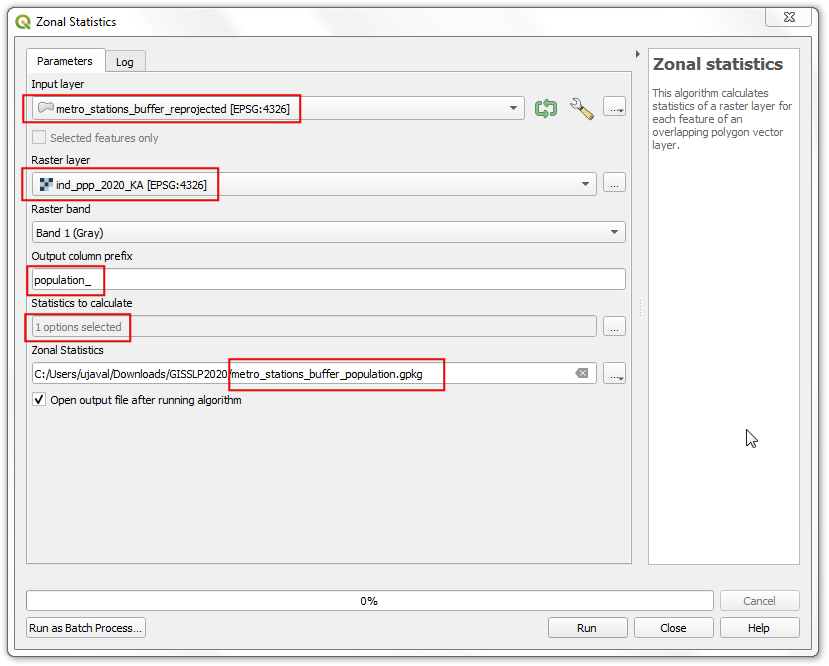 Zonal Statistics
Parameters
Log
Input layer
metro_stations_buffer_reprojected [EPSG:4326]
...
Selected features only
Raster layer
ind_ppp_2020_KA [EPSG:4326]
...
Raster band
Band 1 (Gray)
Output column prefix
population_
Statistics to calculate
1 options selected
...
Zonal Statistics
C:/Users/ujaval/Downloads/GISSLP2020/metro_stations_buffer_population.gpkg
...
Open output file after running algorithm
Zonal statistics
This algorithm calculates
statistics of a raster layer for
each feature of an
overlapping polygon vector
layer.
0%
Cancel
Run as Batch Process...
Run
Close
Help